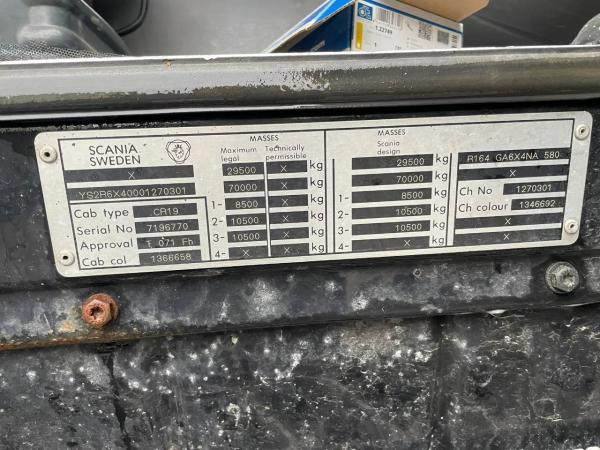 1.22749
1
SCANIA
SWEDEN
X
YS2R6X40001270301
Cab type CR19
Serial No 7196770
Approval T 071 Fh
Cab col 1366658
MASSES
Maximum legal Technically permissible
29500 X kg
70000 X kg
1- 8500 X kg
2- 10500 X kg
3- 10500 X kg
4- X X kg
MASSES
Scania design
29500 kg
70000 kg
1- 8500 kg
2- 10500 kg
3- 10500 kg
4- X kg
R164 GA6X4NA 580
X
Ch No 1270301
Ch colour 1346692
X
X